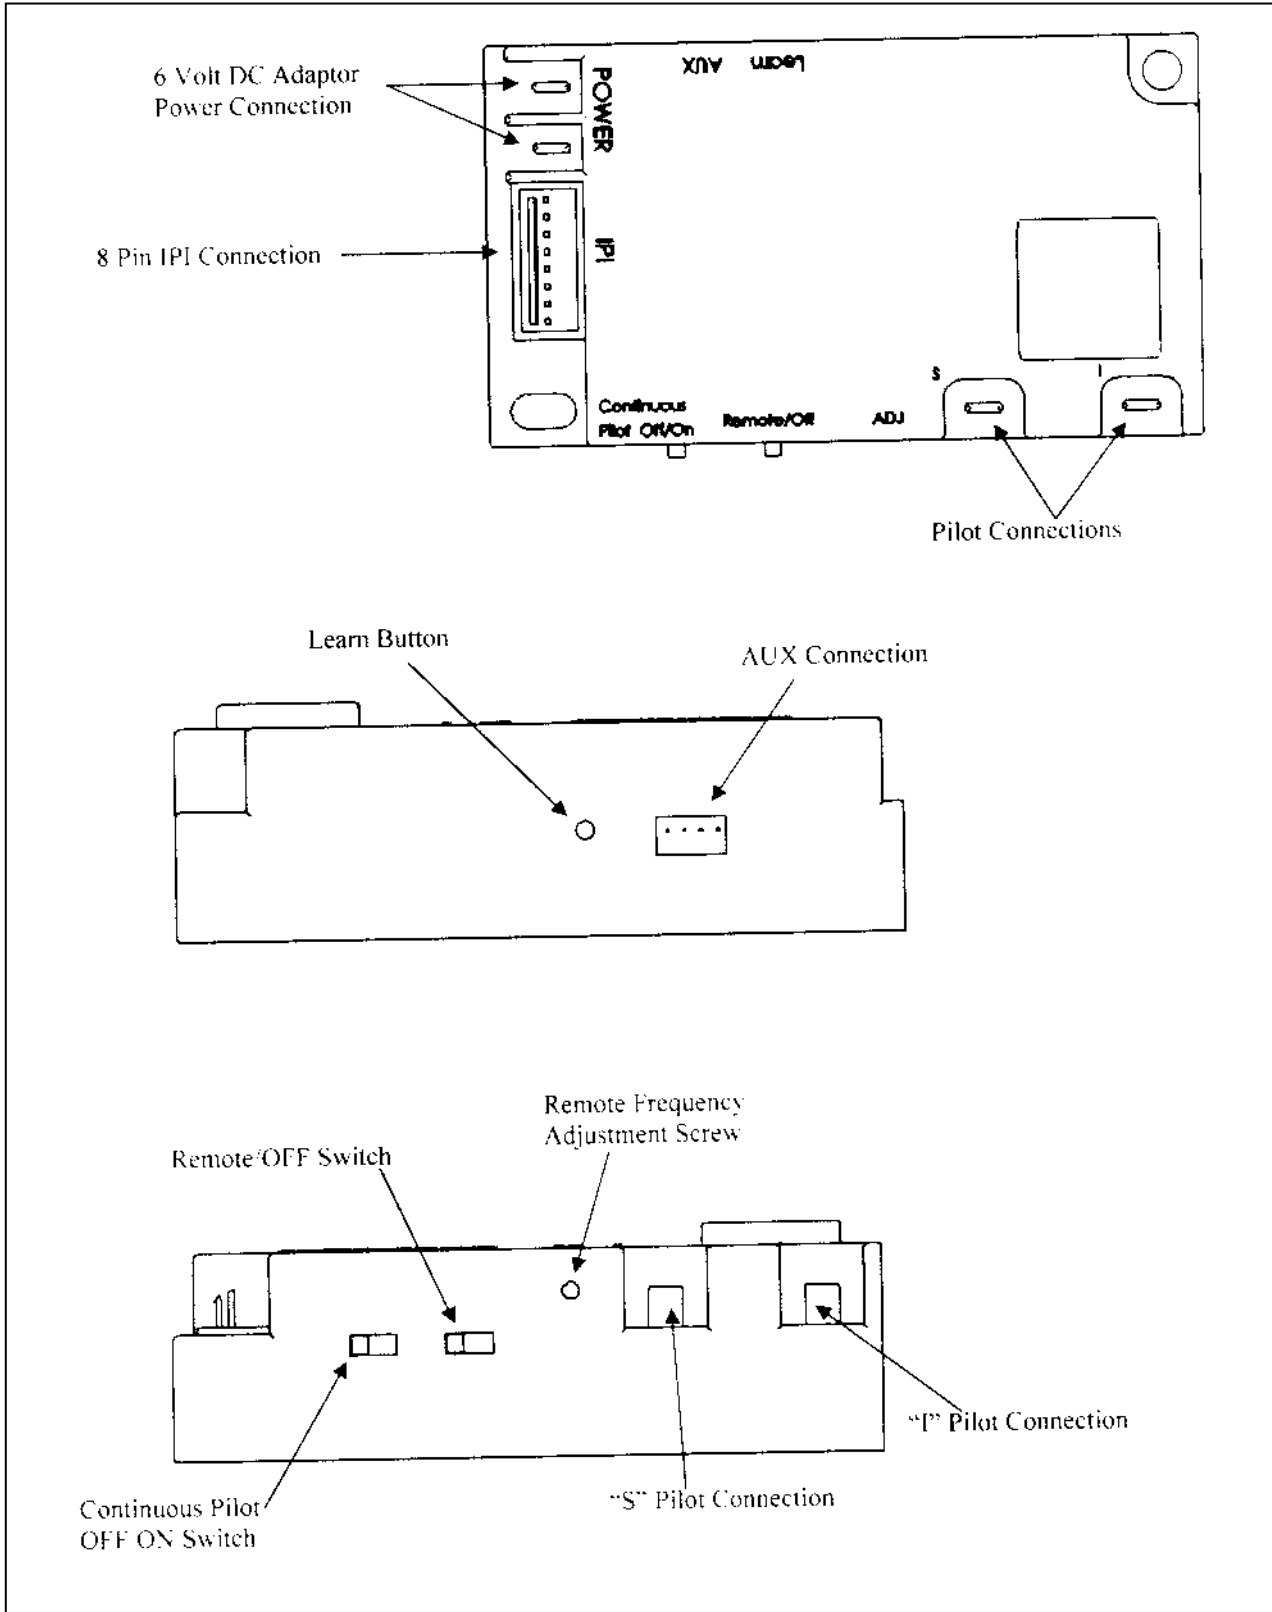 6 Volt DC Adaptor
Power Connection
POWER
AUX Learn
8 Pin IPI Connection
IPI
S
I
Continuous
Pilot Off/On
Remote/Off
ADJ
Pilot Connections
Learn Button
AUX Connection
Remote Frequency
Adjustment Screw
Remote/OFF Switch
"I" Pilot Connection
"S" Pilot Connection
Continuous Pilot
OFF ON Switch